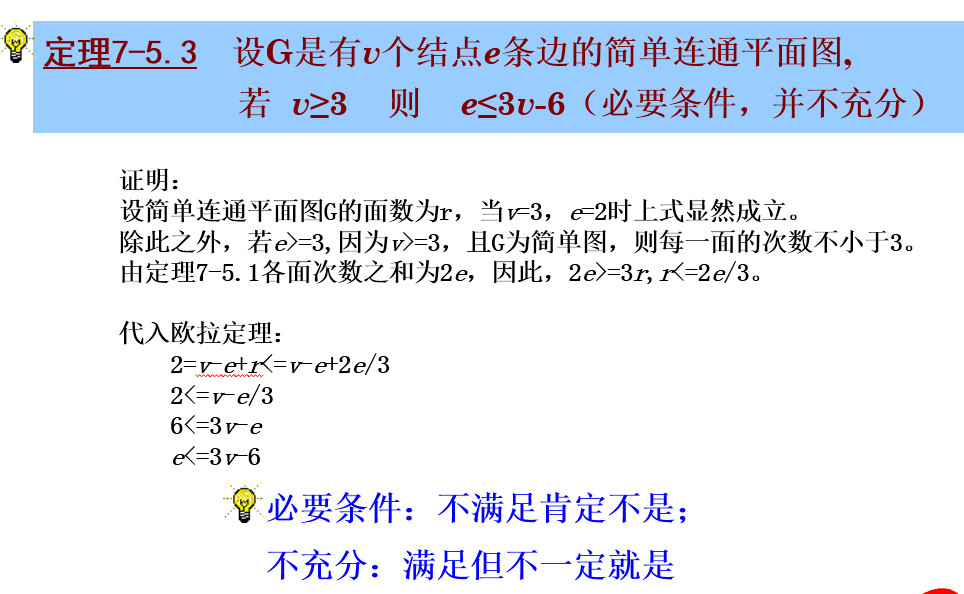 定理7-5.3 设G是有v个结点e条边的简单连通平面图,
若 v≥3 则 e≤3v-6（必要条件，并不充分）
证明：
设简单连通平面图G的面数为r，当v=3，e=2时上式显然成立。
除此之外，若e>=3,因为v>=3，且G为简单图，则每一面的次数不小于3。
由定理7-5.1各面次数之和为2e，因此，2e>=3r,r<=2e/3。
代入欧拉定理：
2=v-e+r<=v-e+2e/3
2<=v-e/3
6<=3v-e
e<=3v-6
必要条件：不满足肯定不是；
不充分：满足但不一定就是